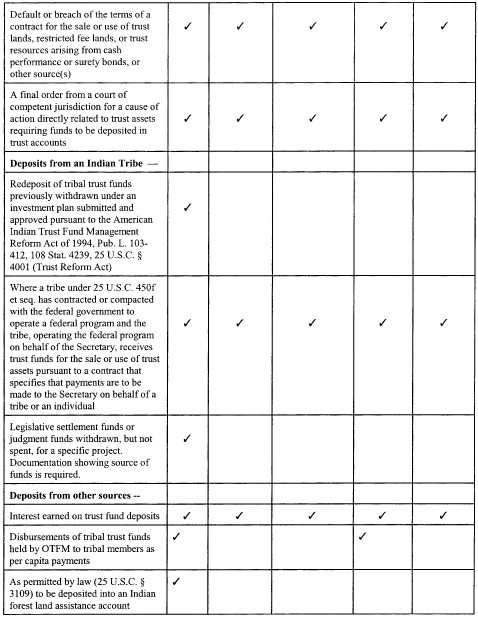 Default or breach of the terms of a
contract for the sale or use of trust
lands, restricted fee lands, or trust
resources arising from cash
performance or surety bonds, or
other source(s)
✓ ✓ ✓ ✓ ✓
A final order from a court of
competent jurisdiction for a cause of
action directly related to trust assets
requiring funds to be deposited in
trust accounts
✓ ✓ ✓ ✓ ✓
Deposits from an Indian Tribe —
Redeposit of tribal trust funds
previously withdrawn under an
investment plan submitted and
approved pursuant to the American
Indian Trust Fund Management
Reform Act of 1994, Pub. L. 103-
412, 108 Stat. 4239, 25 U.S.C. §
4001 (Trust Reform Act)
✓
Where a tribe under 25 U.S.C. 450f
et seq. has contracted or compacted
with the federal government to
operate a federal program and the
tribe, operating the federal program
on behalf of the Secretary, receives
trust funds for the sale or use of trust
assets pursuant to a contract that
specifies that payments are to be
made to the Secretary on behalf of a
tribe or an individual
✓ ✓ ✓ ✓ ✓
Legislative settlement funds or
judgment funds withdrawn, but not
spent, for a specific project.
Documentation showing source of
funds is required.
✓
Deposits from other sources --
Interest earned on trust fund deposits ✓ ✓ ✓ ✓ ✓
Disbursements of tribal trust funds
held by OTFM to tribal members as
per capita payments
✓ ✓
As permitted by law (25 U.S.C. §
3109) to be deposited into an Indian
forest land assistance account
✓